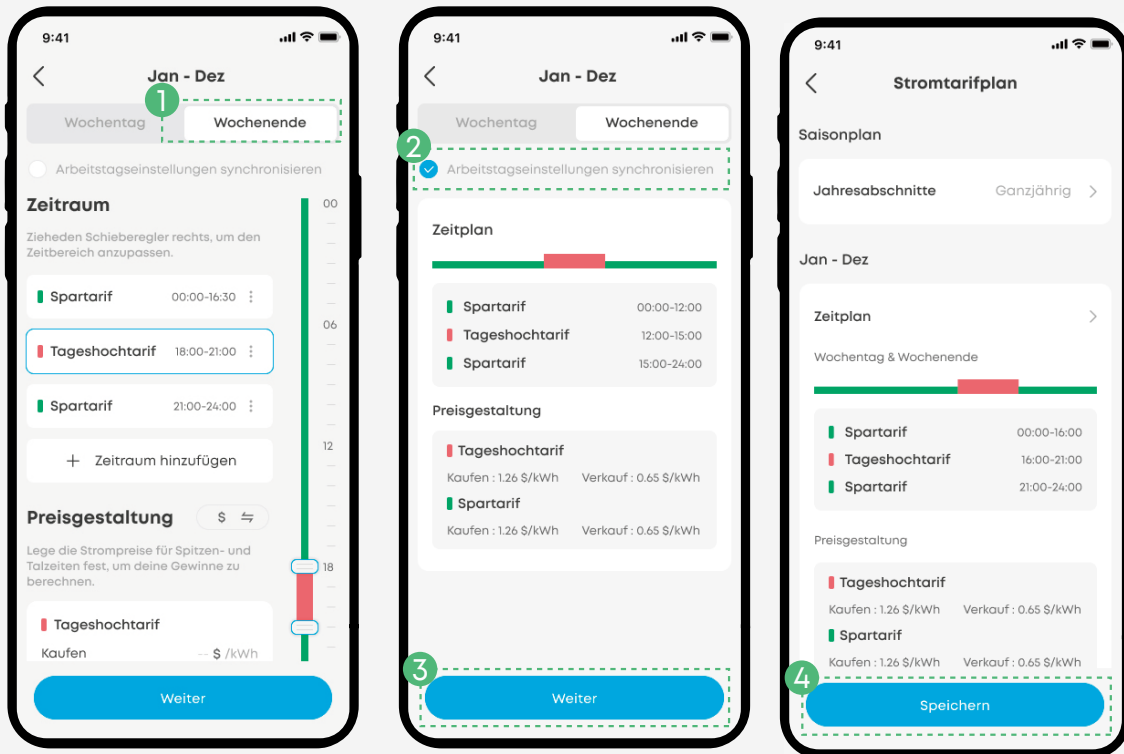 9:41
Jan - Dez
1
Wochentag
Wochenende
Arbeitstagseinstellungen synchronisieren
Zeitraum
Zieheden Schieberegler rechts, um den
Zeitbereich anzupassen.
Spartarif 00:00-16:30
Tageshochtarif 18:00-21:00
Spartarif 21:00-24:00
+ Zeitraum hinzufügen
Preisgestaltung
$
Lege die Strompreise für Spitzen- und
Talzeiten fest, um deine Gewinne zu
berechnen.
Tageshochtarif
Kaufen -- $ /kWh
00
06
12
18
Weiter
9:41
Jan - Dez
Wochentag
Wochenende
2
Arbeitstagseinstellungen synchronisieren
Zeitplan
Spartarif 00:00-12:00
Tageshochtarif 12:00-15:00
Spartarif 15:00-24:00
Preisgestaltung
Tageshochtarif
Kaufen : 1.26 $/kWh Verkauf : 0.65 $/kWh
Spartarif
Kaufen : 1.26 $/kWh Verkauf : 0.65 $/kWh
3
Weiter
9:41
Stromtarifplan
Saisonplan
Jahresabschnitte Ganzjährig
Jan - Dez
Zeitplan
Wochentag & Wochenende
Spartarif 00:00-16:00
Tageshochtarif 16:00-21:00
Spartarif 21:00-24:00
Preisgestaltung
Tageshochtarif
Kaufen : 1.26 $/kWh Verkauf : 0.65 $/kWh
Spartarif
Kaufen : 1.26 $/kWh Verkauf : 0.65 $/kWh
4
Speichern